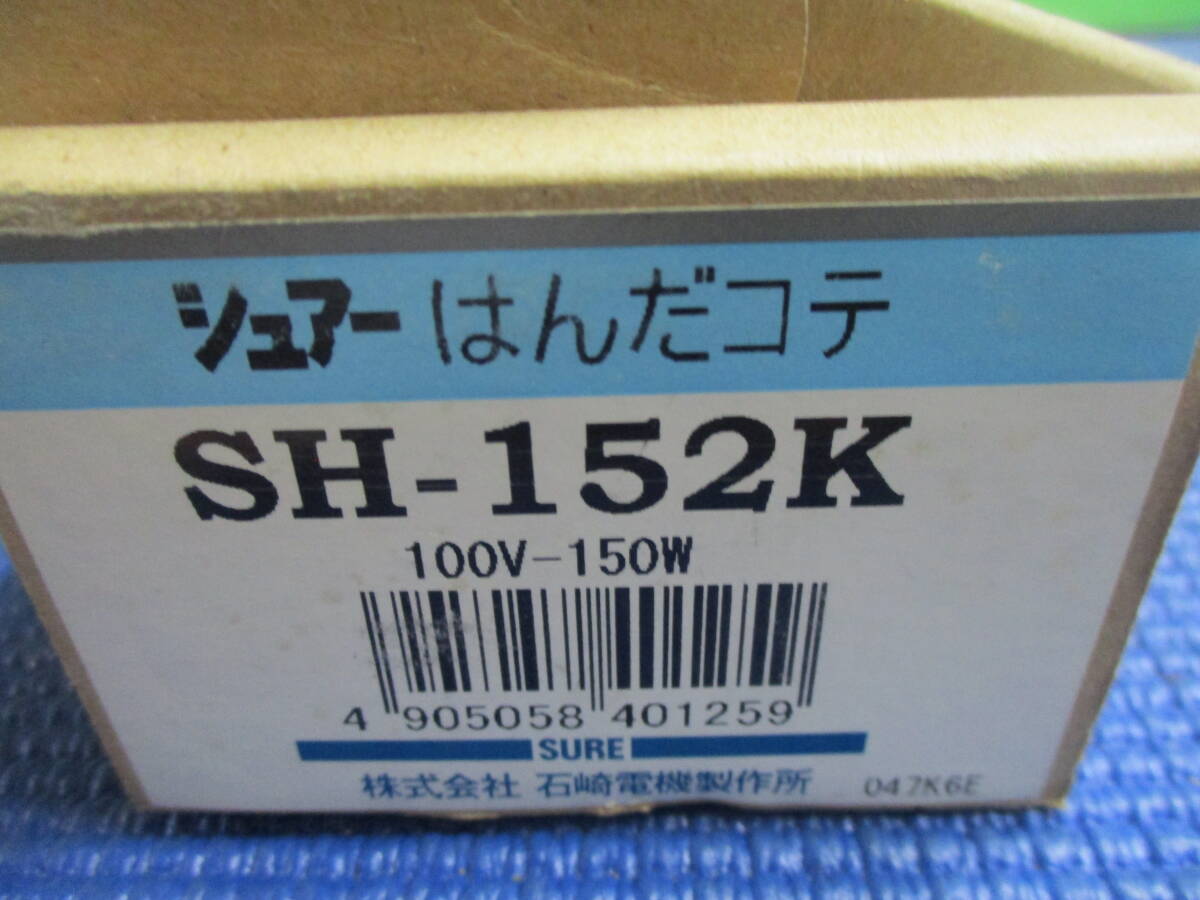 シュアー はんだコテ
SH-152K
100V-150W
4 905058 401259
SURE
株式会社 石崎電機製作所 047K6E